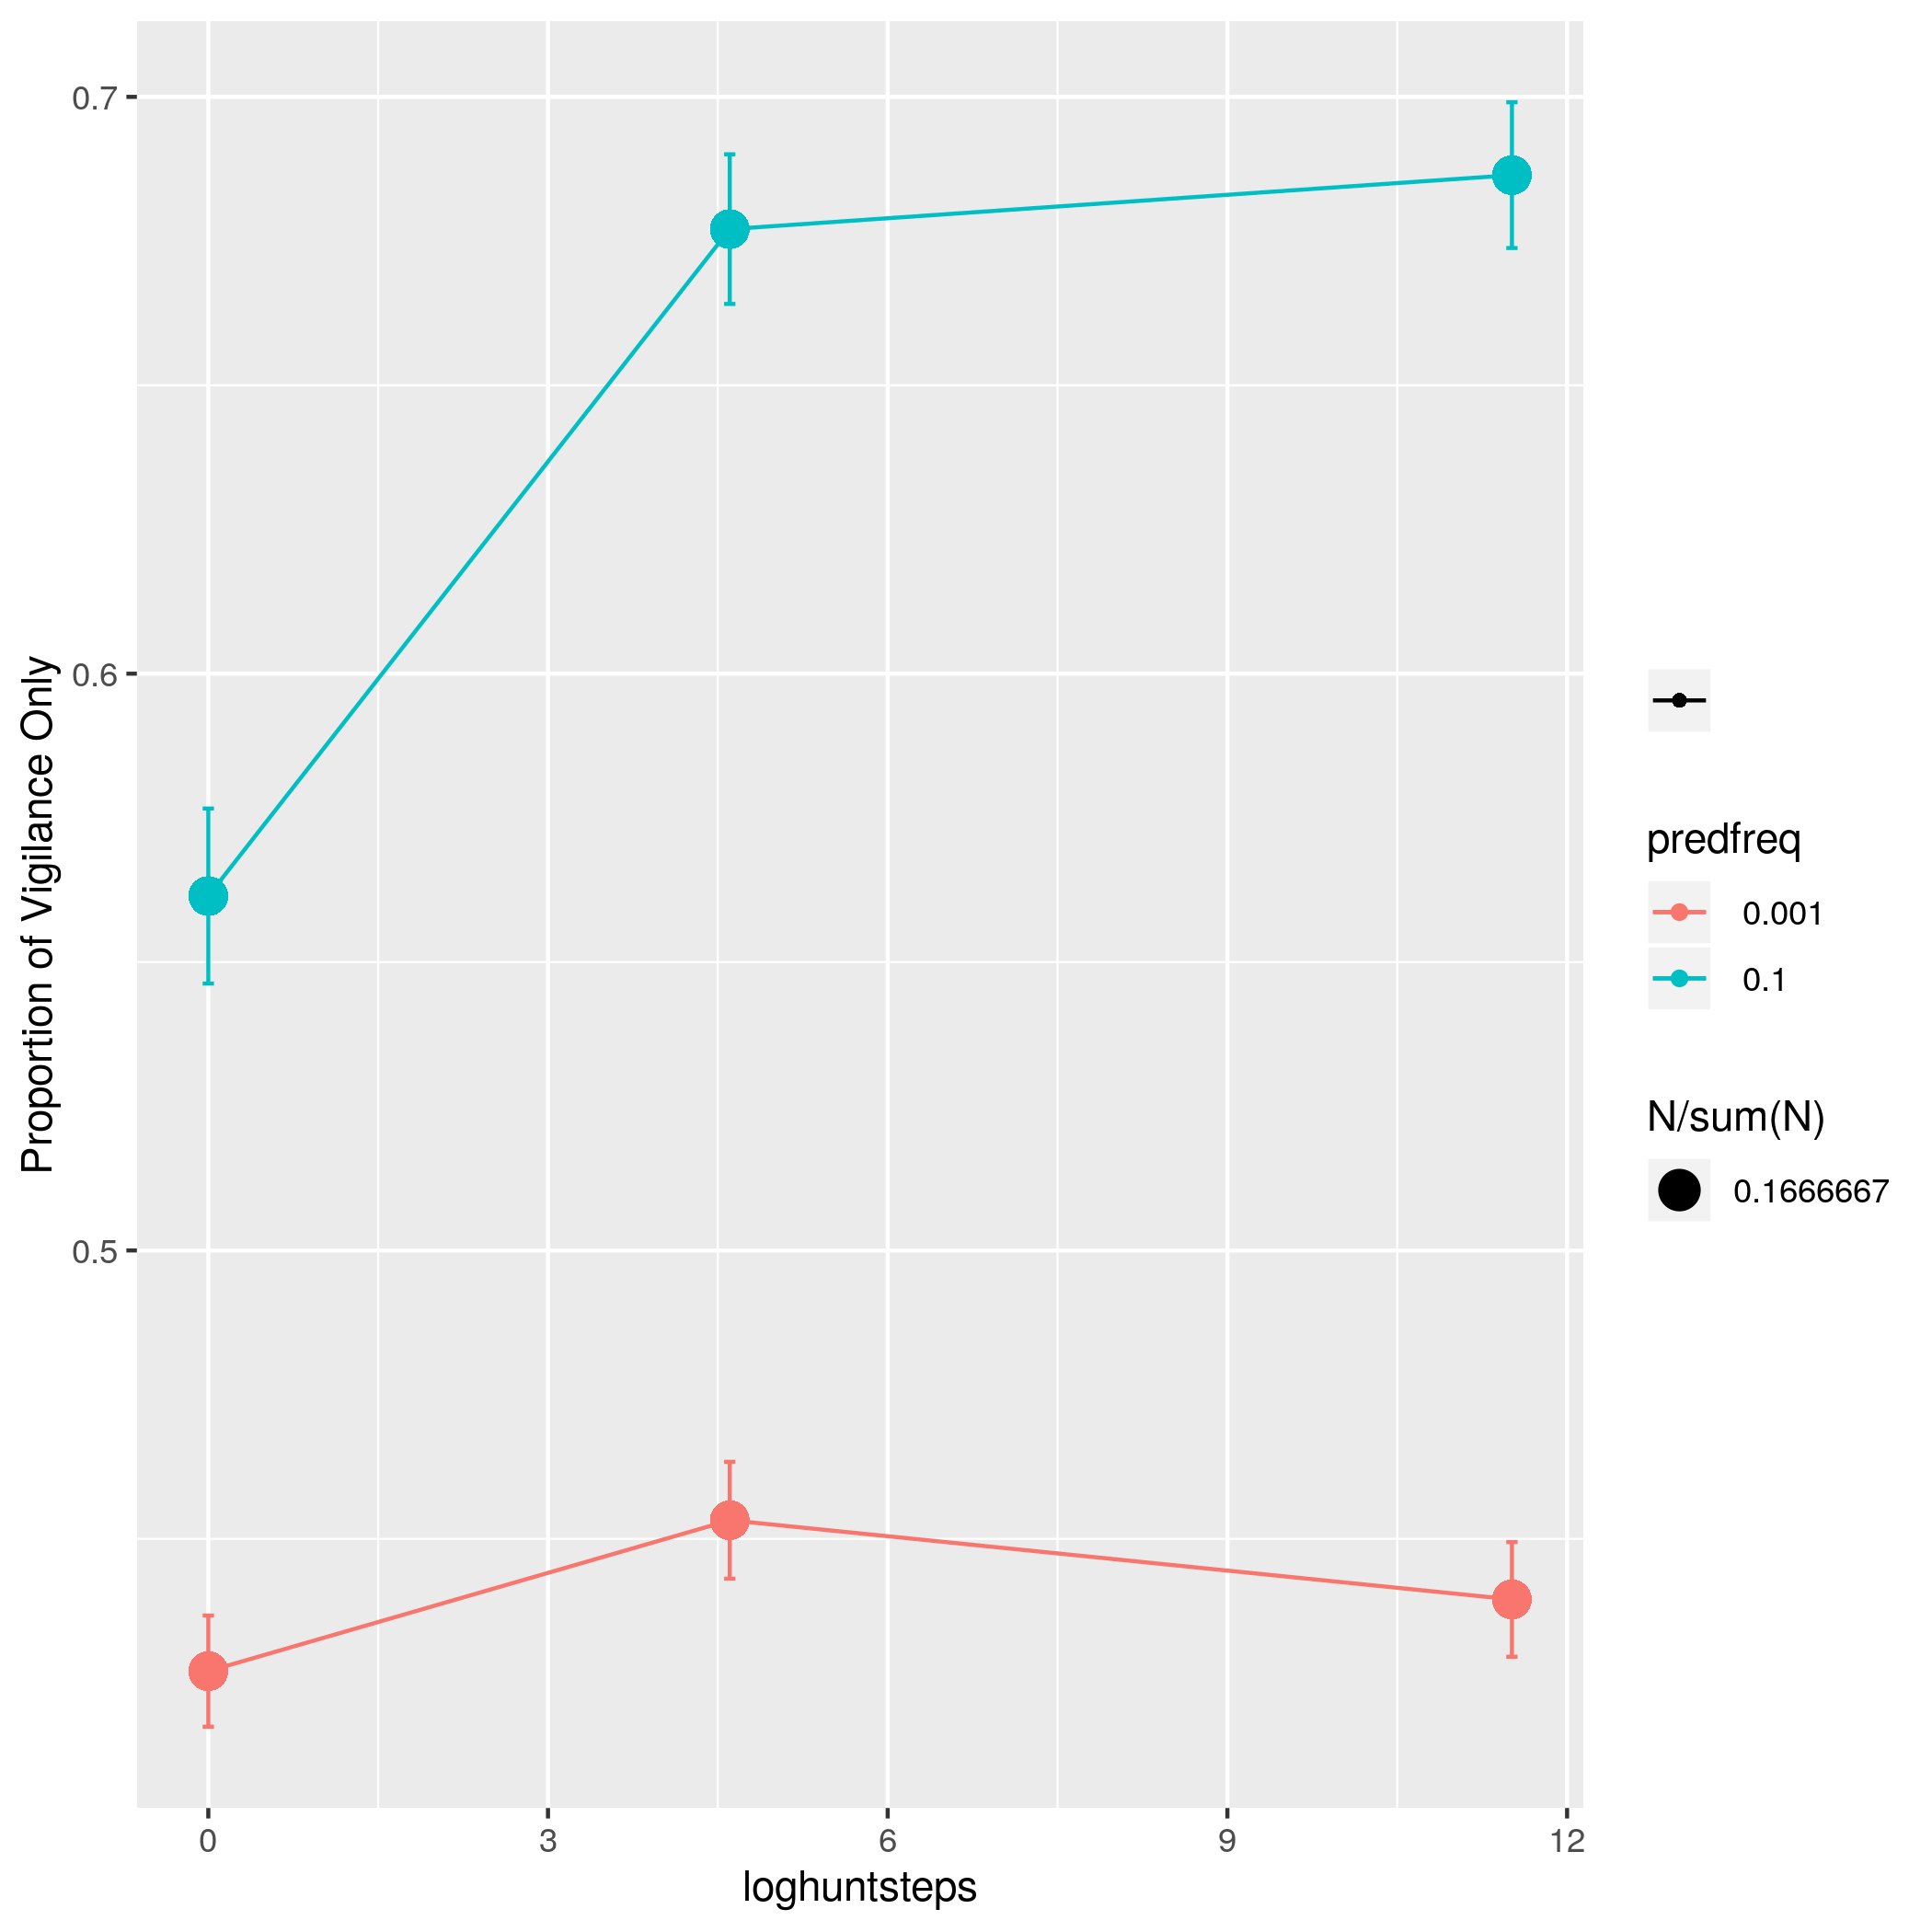 Proportion of Vigilance Only
0.7
0.6
0.5
0
3
6
9
12
loghuntsteps
predfreq
0.001
0.1
N/sum(N)
0.1666667